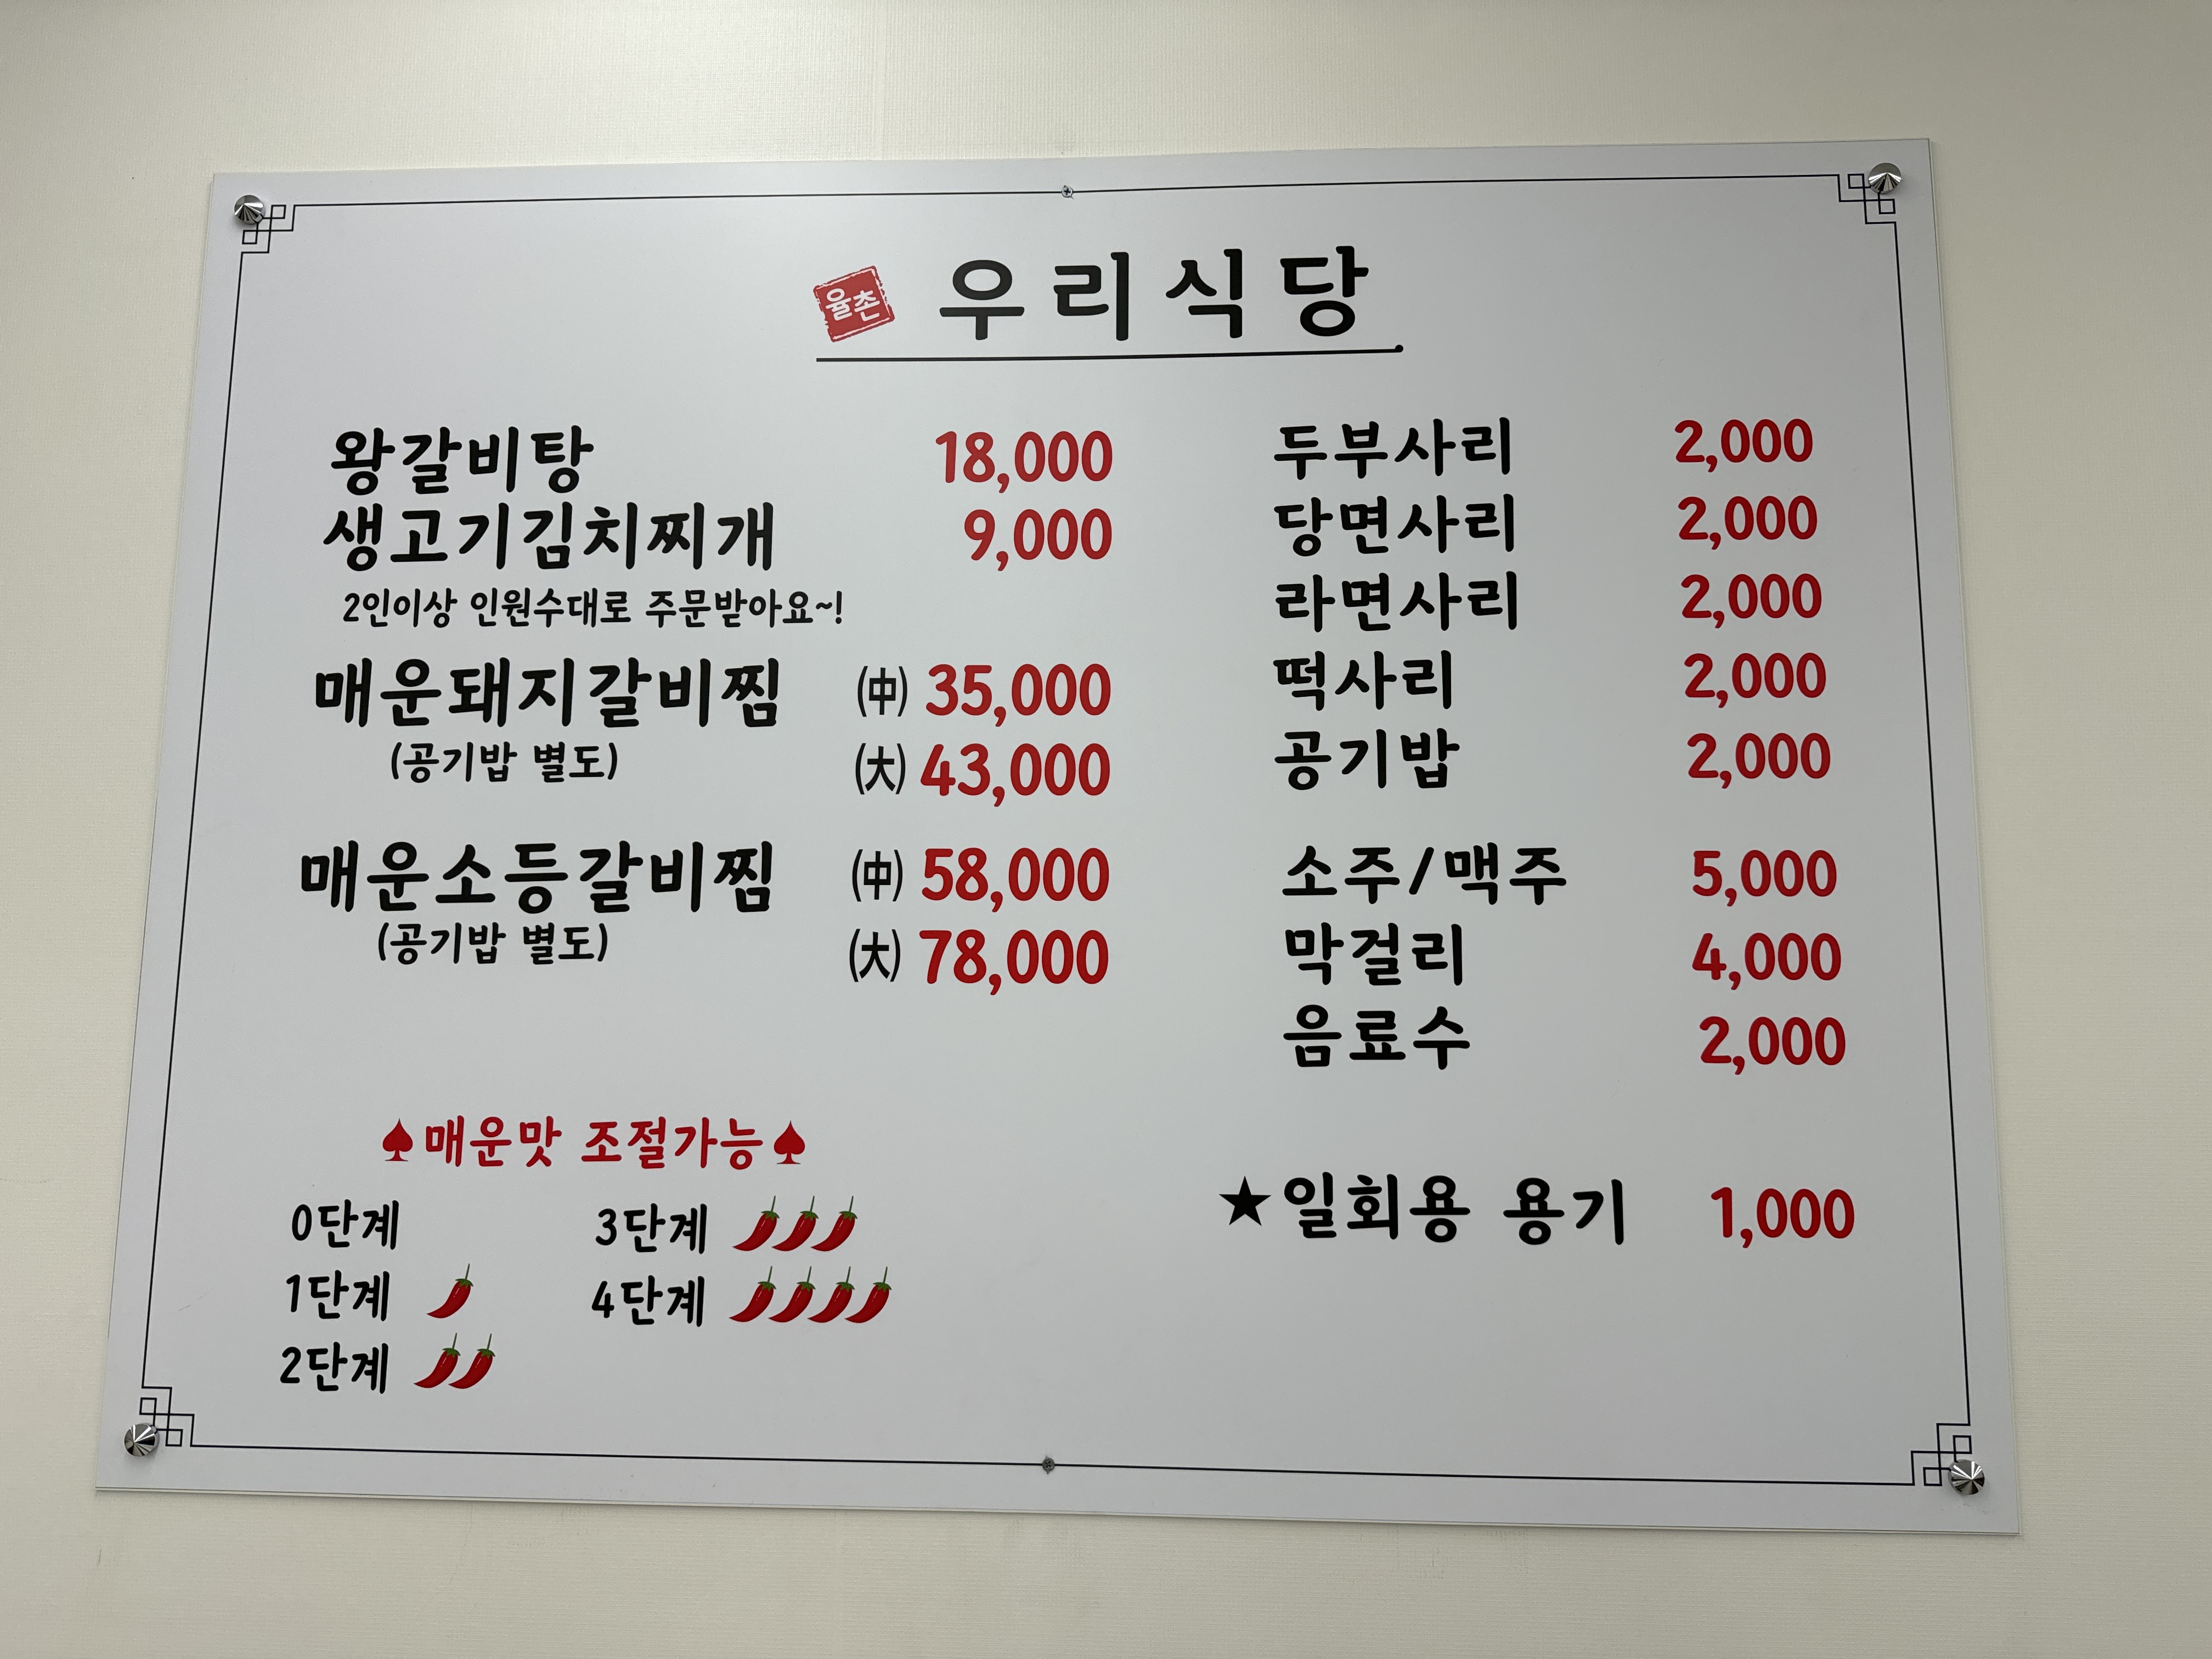 율촌 우리식당
왕갈비탕 18,000
생고기김치찌개 9,000
2인이상 인원수대로 주문받아요~!
매운돼지갈비찜 (中) 35,000
(공기밥 별도) (大) 43,000
매운소등갈비찜 (中) 58,000
(공기밥 별도) (大) 78,000
♠매운맛 조절가능♠
0단계
1단계
2단계
3단계
4단계
두부사리 2,000
당면사리 2,000
라면사리 2,000
떡사리 2,000
공기밥 2,000
소주/맥주 5,000
막걸리 4,000
음료수 2,000
★일회용 용기 1,000